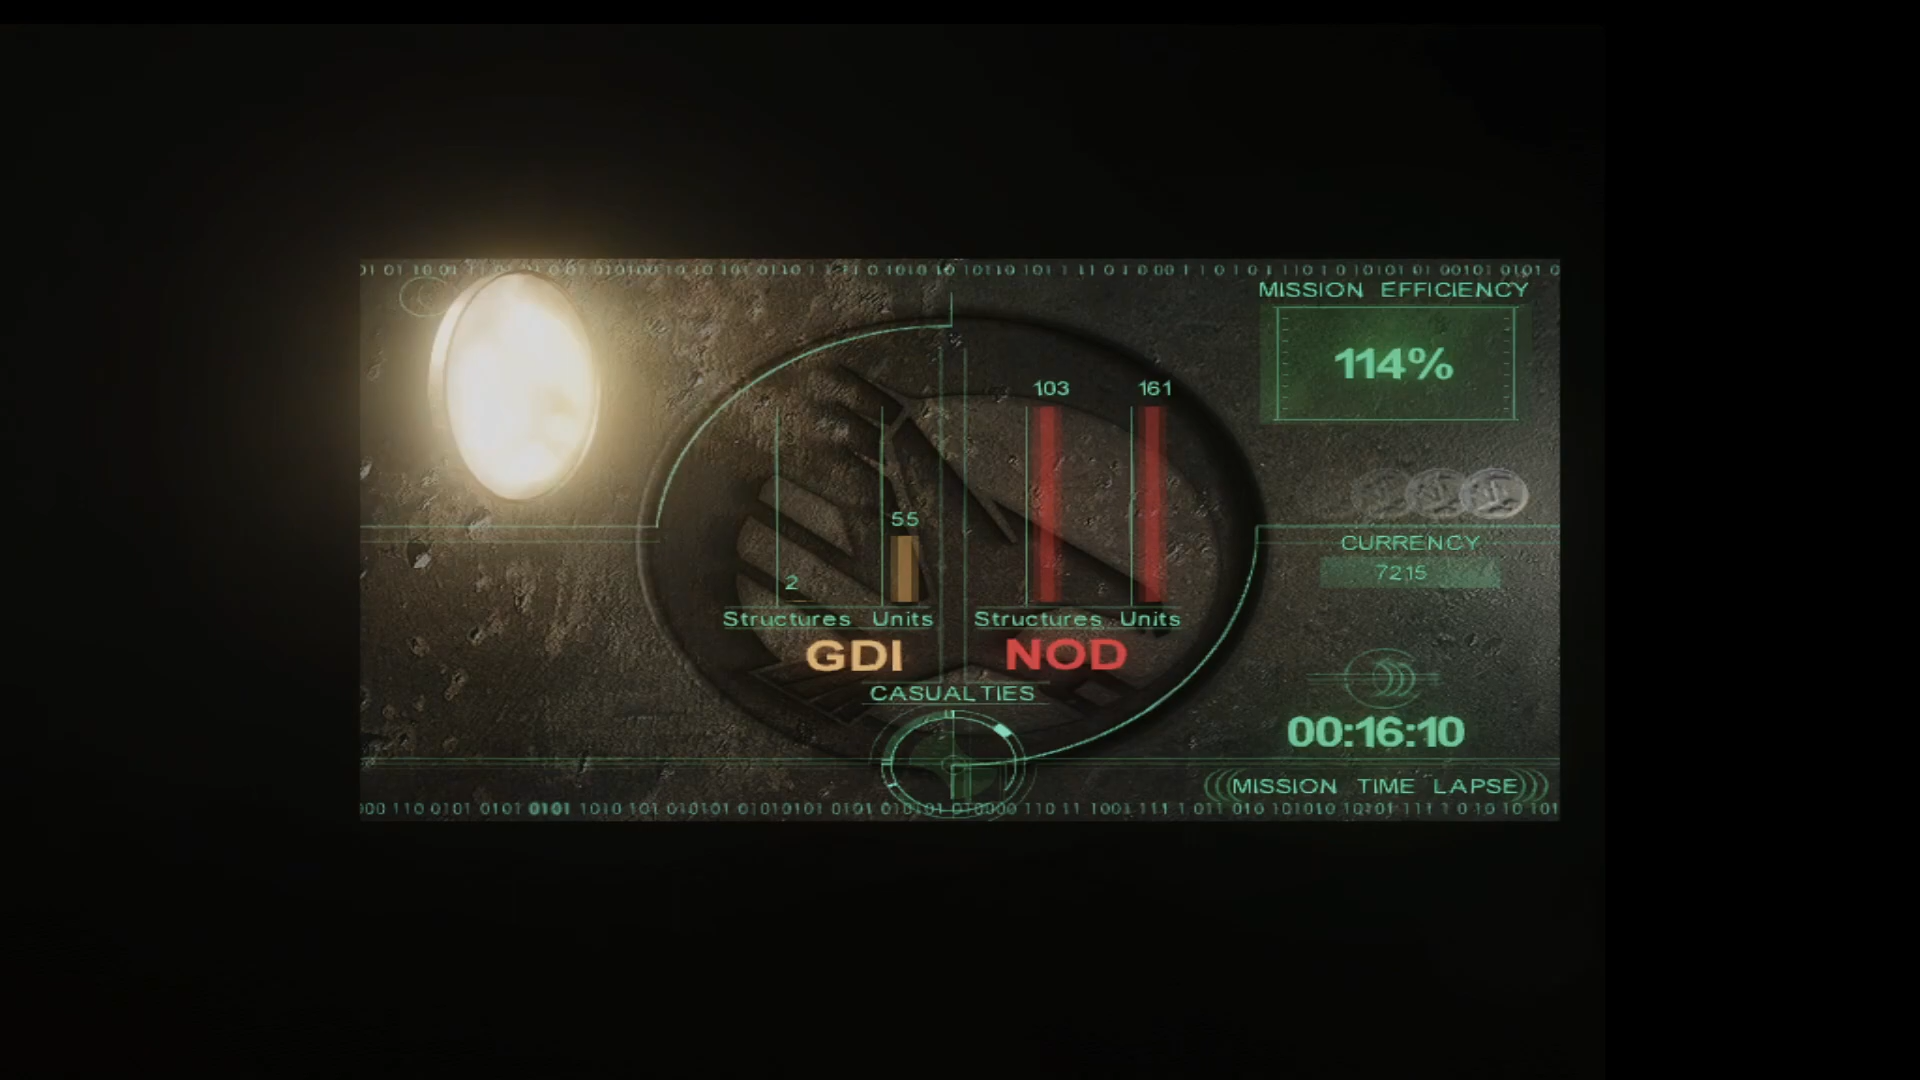 MISSION EFFICIENCY
114%
103
161
55
2
CURRENCY
7215
Structures Units
Structures Units
GDI
NOD
CASUALTIES
00:16:10
MISSION TIME LAPSE